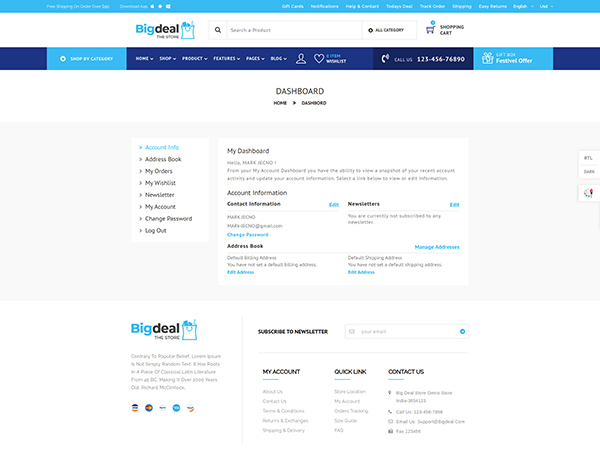 Free Shipping On Order Over $99
Download App
Gift Cards
Notifications
Help & Contact
Todays Deal
Track Order
Shipping
Easy Returns
English
Usd
Bigdeal
THE STORE
Search a Product
ALL CATEGORY
0
SHOPPING
CART
SHOP BY CATEGORY
HOME
SHOP
PRODUCT
FEATURES
PAGES
BLOG
0 ITEM
WISHLIST
CALL US 123-456-76890
GIFT BOX
Festivel Offer
DASHBOARD
HOME > DASHBORD
Account Info
Address Book
My Orders
My Wishlist
Newsletter
My Account
Change Password
Log Out
My Dashboard
Hello, MARK JECNO !
From your My Account Dashboard you have the ability to view a snapshot of your recent account
activity and update your account information. Select a link below to view or edit information.
Account Information
Contact Information
Edit
MARK JECNO
MARk-JECNO@gmail.com
Change Password
Newsletters
Edit
You are currently not subscribed to any
newsletter.
Address Book
Manage Addresses
Default Billing Address
You have not set a default billing address.
Edit Address
Default Shipping Address
You have not set a default shipping address.
Edit Address
RTL
DARK
Bigdeal
THE STORE
Contrary To Popular Belief, Lorem Ipsum
Is Not Simply Random Text. It Has Roots
In A Piece Of Classical Latin Literature
From 45 BC, Making It Over 2000 Years
Old. Richard McClintock,
SUBSCRIBE TO NEWSLETTER
your email
MY ACCOUNT
About Us
Contact Us
Terms & Conditions
Returns & Exchanges
Shipping & Delivery
QUICK LINK
Store Location
My Account
Orders Tracking
Size Guide
FAQ
CONTACT US
Big Deal Store Demo Store
India-3654123
Call Us: 123-456-7898
Email Us: Support@Bigdeal.Com
Fax 123456